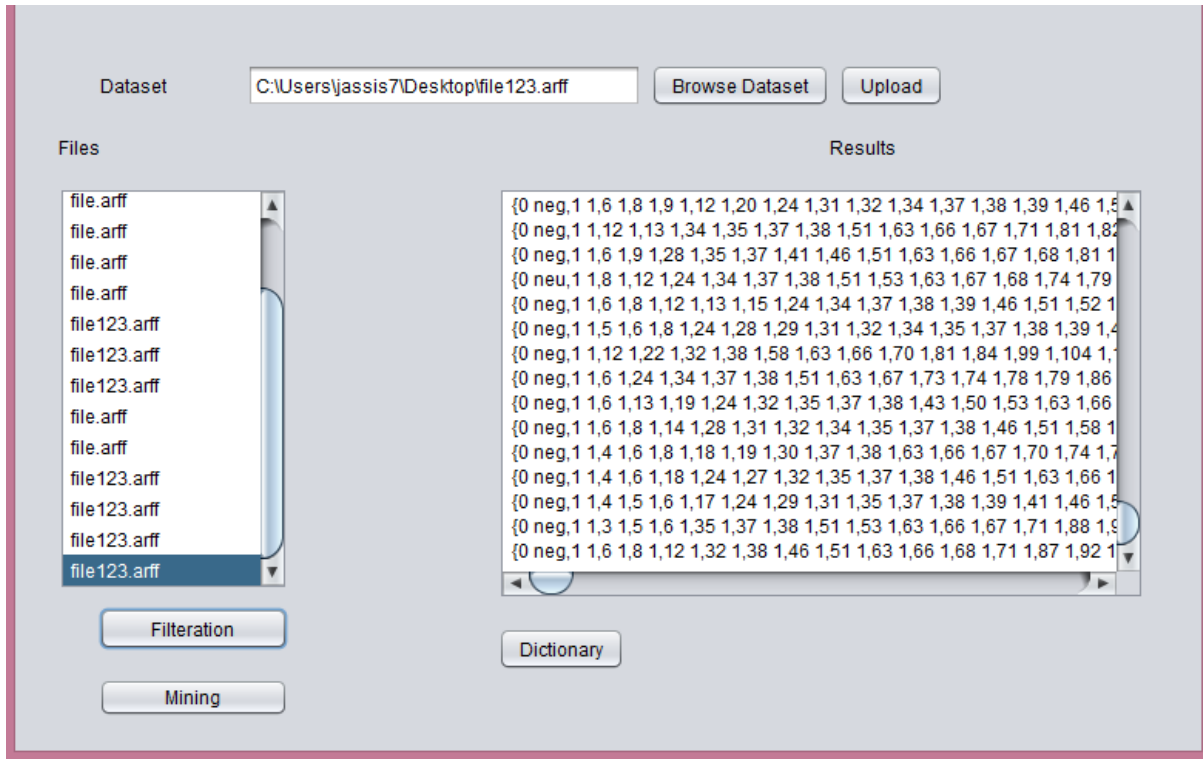 Dataset C:\Users\jassis7\Desktop\file123.arff Browse Dataset Upload
Files
file.arff
file.arff
file.arff
file.arff
file123.arff
file123.arff
file123.arff
file.arff
file.arff
file123.arff
file123.arff
file123.arff
file123.arff
Filteration
Mining
Results
{0 neg,1 1,6 1,8 1,9 1,12 1,20 1,24 1,31 1,32 1,34 1,37 1,38 1,39 1,46 1,5
{0 neg,1 1,12 1,13 1,34 1,35 1,37 1,38 1,51 1,63 1,66 1,67 1,71 1,81 1,82
{0 neg,1 1,6 1,9 1,28 1,35 1,37 1,41 1,46 1,51 1,63 1,66 1,67 1,68 1,81 1
{0 neu,1 1,8 1,12 1,24 1,34 1,37 1,38 1,51 1,53 1,63 1,67 1,68 1,74 1,79
{0 neg,1 1,6 1,8 1,12 1,13 1,15 1,24 1,34 1,37 1,38 1,39 1,46 1,51 1,52 1
{0 neg,1 1,5 1,6 1,8 1,24 1,28 1,29 1,31 1,32 1,34 1,35 1,37 1,38 1,39 1,4
{0 neg,1 1,12 1,22 1,32 1,38 1,58 1,63 1,66 1,70 1,81 1,84 1,99 1,104 1,1
{0 neg,1 1,6 1,24 1,34 1,37 1,38 1,51 1,63 1,67 1,73 1,74 1,78 1,79 1,86
{0 neg,1 1,6 1,13 1,19 1,24 1,32 1,35 1,37 1,38 1,43 1,50 1,53 1,63 1,66
{0 neg,1 1,6 1,8 1,14 1,28 1,31 1,32 1,34 1,35 1,37 1,38 1,46 1,51 1,58 1
{0 neg,1 1,4 1,6 1,8 1,18 1,19 1,30 1,37 1,38 1,63 1,66 1,67 1,70 1,74 1,7
{0 neg,1 1,4 1,6 1,18 1,24 1,27 1,32 1,35 1,37 1,38 1,46 1,51 1,63 1,66 1
{0 neg,1 1,4 1,5 1,6 1,17 1,24 1,29 1,31 1,35 1,37 1,38 1,39 1,41 1,46 1,5
{0 neg,1 1,3 1,5 1,6 1,35 1,37 1,38 1,51 1,53 1,63 1,66 1,67 1,71 1,88 1,9
{0 neg,1 1,6 1,8 1,12 1,32 1,38 1,46 1,51 1,63 1,66 1,68 1,71 1,87 1,92 1
Dictionary